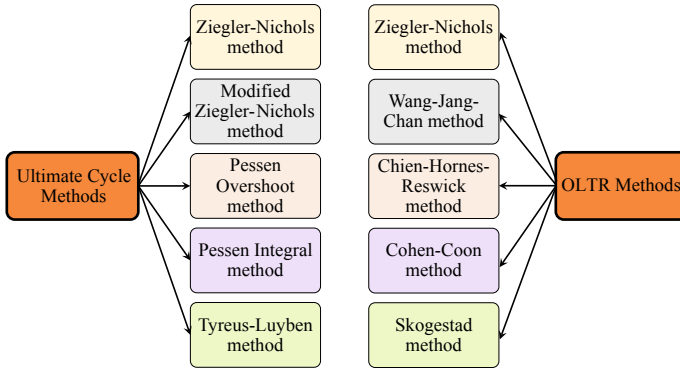 Ultimate Cycle
Methods
Ziegler-Nichols
method
Modified
Ziegler-Nichols
method
Pessen
Overshoot
method
Pessen Integral
method
Tyreus-Luyben
method
Ziegler-Nichols
method
Wang-Jang-
Chan method
Chien-Hornes-
Reswick
method
Cohen-Coon
method
Skogestad
method
OLTR Methods